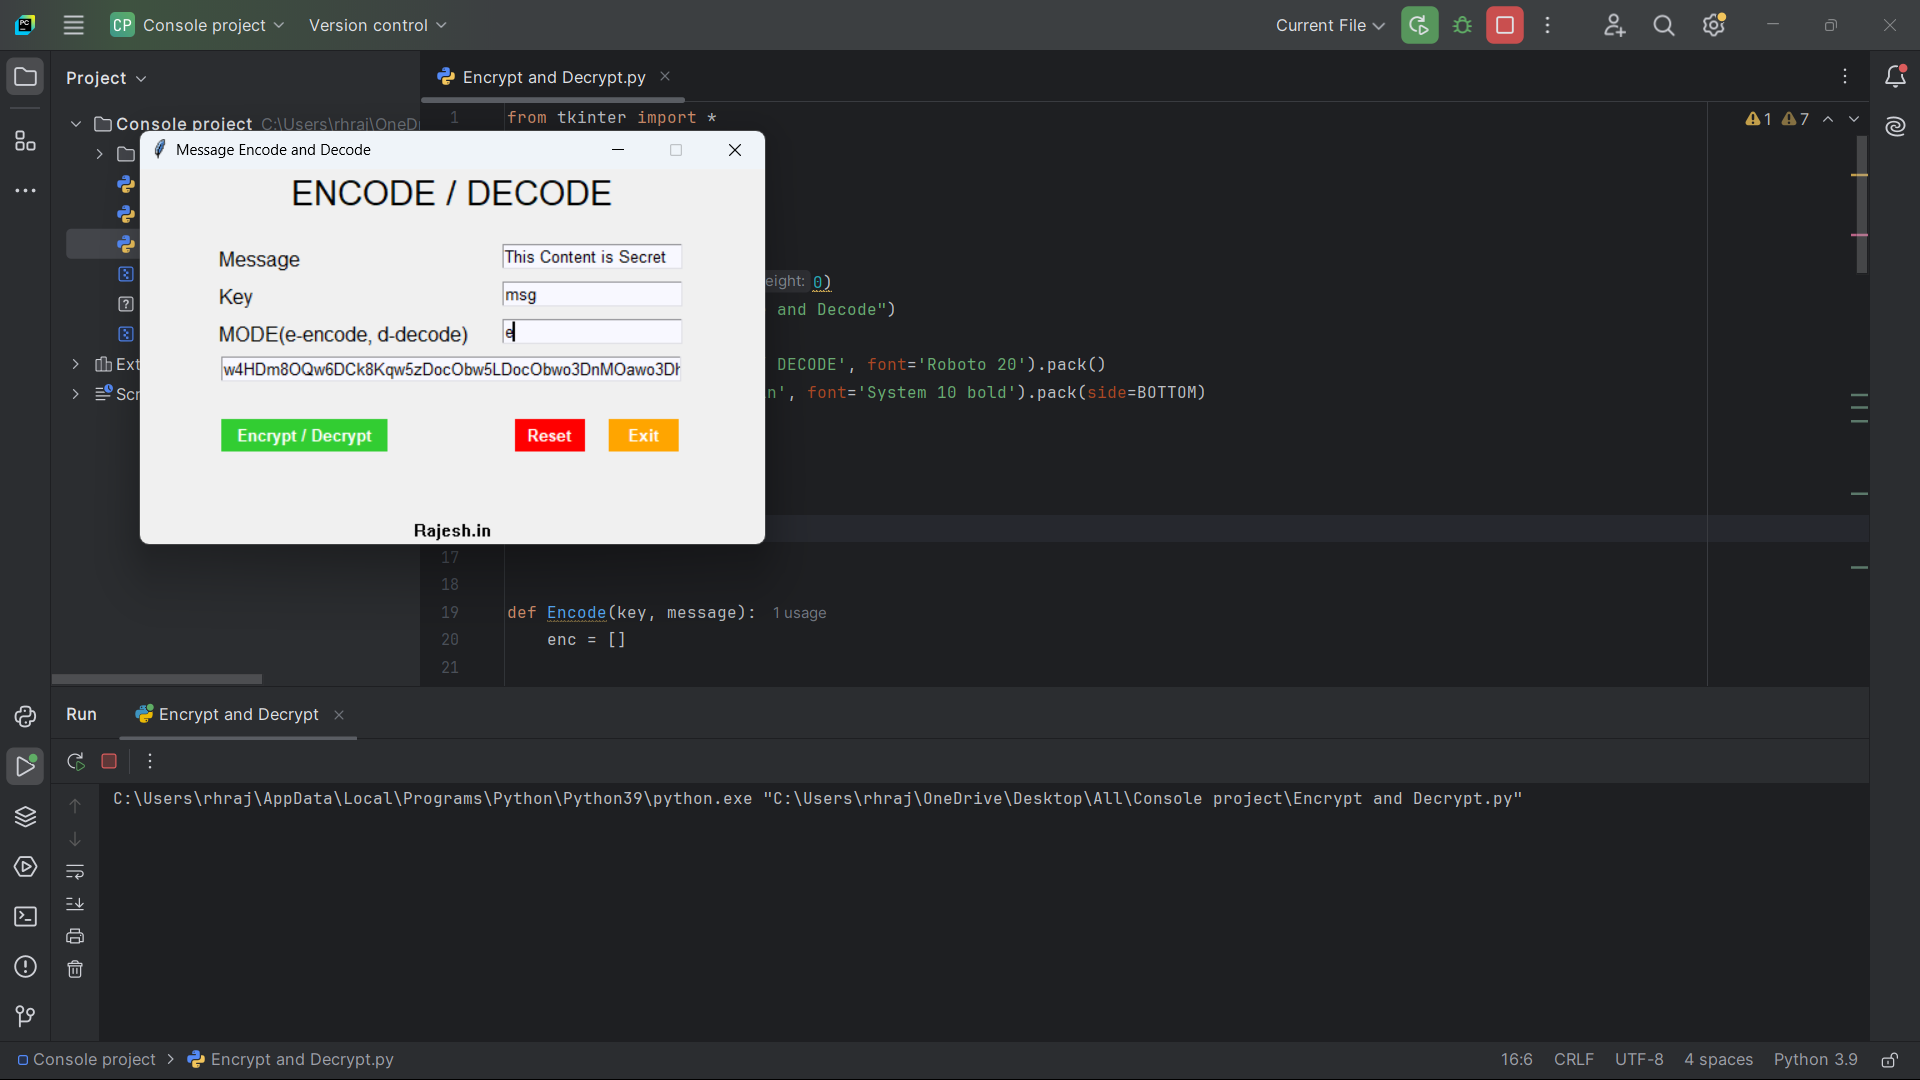 CP Console project Version control Current File
Project
Encrypt and Decrypt.py
Console project C:\Users\rhraj\OneD
1 from tkinter import *
1 7
Message Encode and Decode
ENCODE / DECODE
Message This Content is Secret
Key msg
MODE(e-encode, d-decode) e
w4HDm8OQw6DCk8Kqw5zDocObw5LDocObwo3DnMOawo3Dh
Encrypt / Decrypt Reset Exit
Rajesh.in
eight: 0)
and Decode")
DECODE', font='Roboto 20').pack()
n', font='System 10 bold').pack(side=BOTTOM)
Ext
Scr
17
18
19 def Encode(key, message): 1 usage
20 enc = []
21
Run Encrypt and Decrypt
C:\Users\rhraj\AppData\Local\Programs\Python\Python39\python.exe "C:\Users\rhraj\OneDrive\Desktop\All\Console project\Encrypt and Decrypt.py"
Console project > Encrypt and Decrypt.py 16:6 CRLF UTF-8 4 spaces Python 3.9